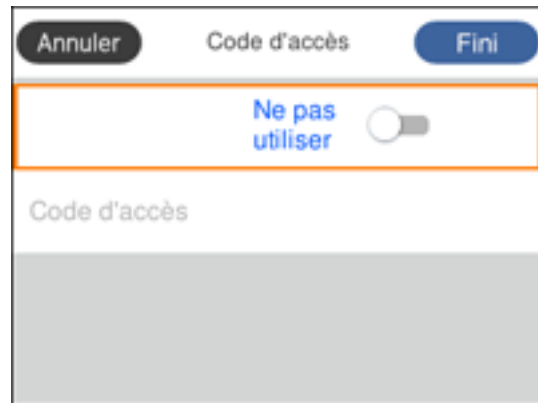 Annuler Code d'accès Fini
Ne pas
utiliser
Code d'accès